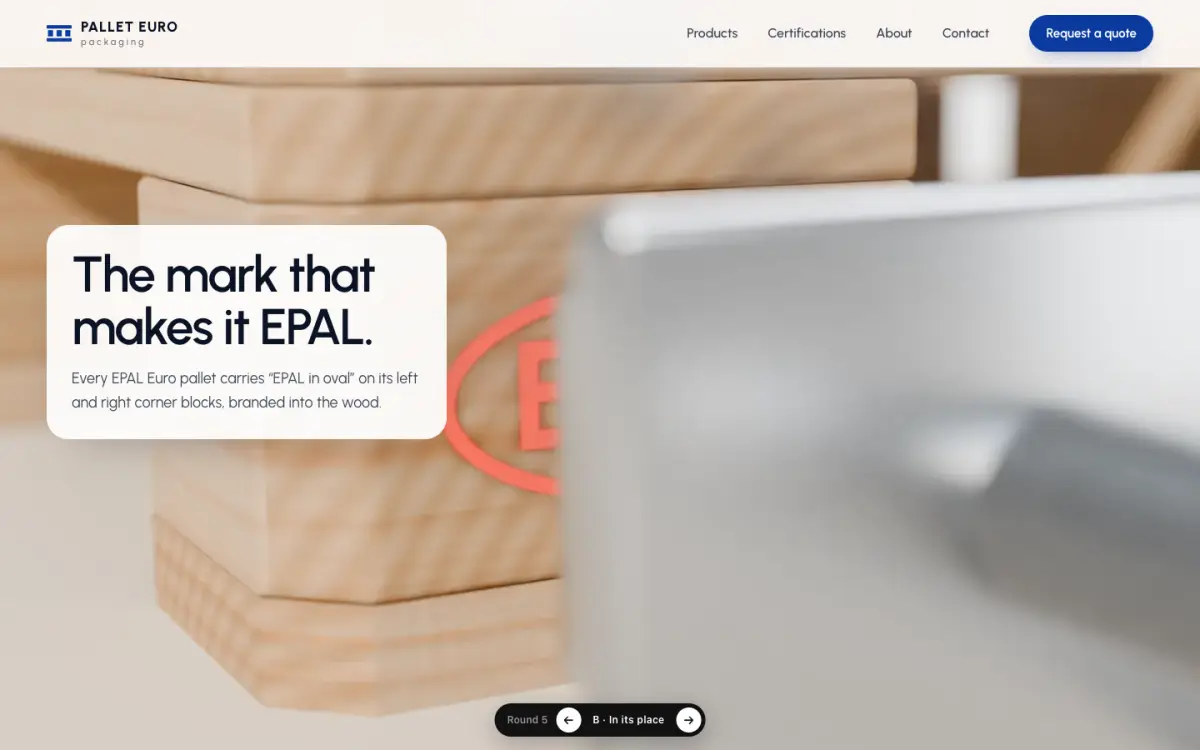 PALLET EURO
packaging
Products
Certifications
About
Contact
Request a quote
The mark that
makes it EPAL.
Every EPAL Euro pallet carries “EPAL in oval” on its left
and right corner blocks, branded into the wood.
E
Round 5
B · In its place